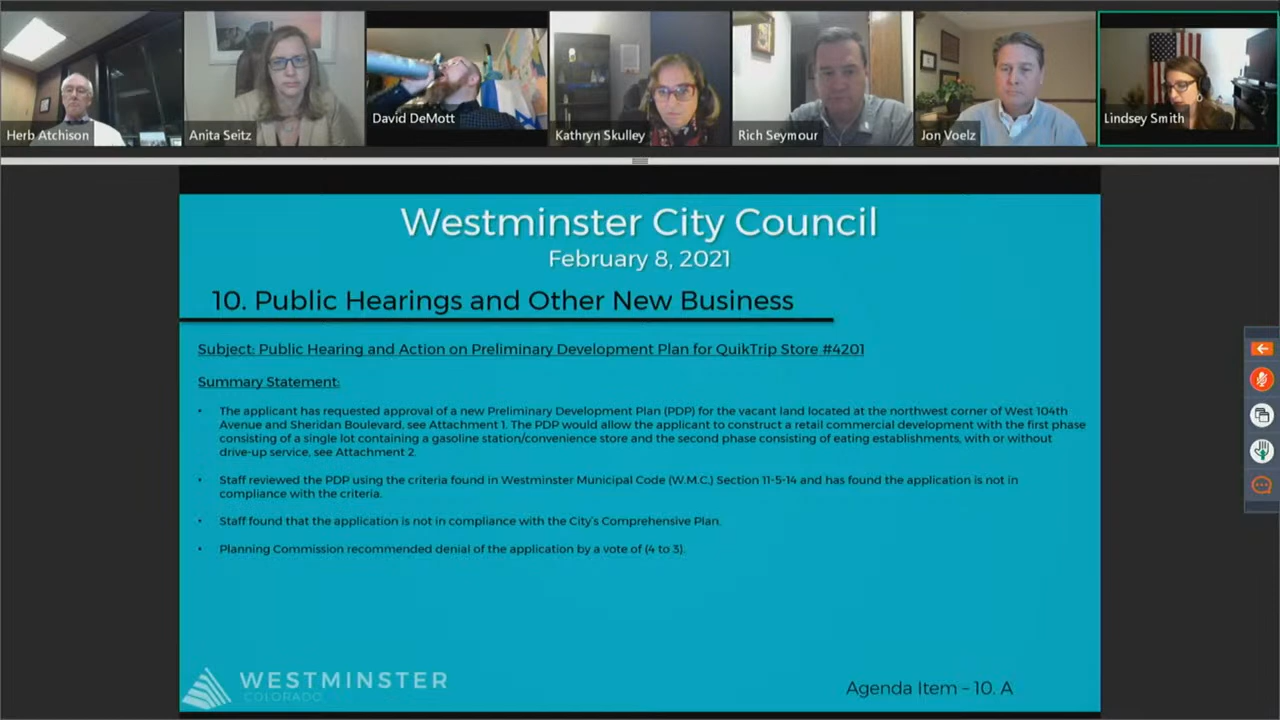 Herb Atchison
Anita Seitz
David DeMott
Kathryn Skulley
Rich Seymour
Jon Voelz
Lindsey Smith
Westminster City Council
February 8, 2021
10. Public Hearings and Other New Business
Subject: Public Hearing and Action on Preliminary Development Plan for QuikTrip Store #4201
Summary Statement:
• The applicant has requested approval of a new Preliminary Development Plan (PDP) for the vacant land located at the northwest corner of West 104th
Avenue and Sheridan Boulevard, see Attachment 1. The PDP would allow the applicant to construct a retail commercial development with the first phase
consisting of a single lot containing a gasoline station/convenience store and the second phase consisting of eating establishments, with or without
drive-up service, see Attachment 2.
• Staff reviewed the PDP using the criteria found in Westminster Municipal Code (W.M.C.) Section 11-5-14 and has found the application is not in
compliance with the criteria.
• Staff found that the application is not in compliance with the City's Comprehensive Plan.
• Planning Commission recommended denial of the application by a vote of (4 to 3).
WESTMINSTER
COLORADO
Agenda Item – 10. A